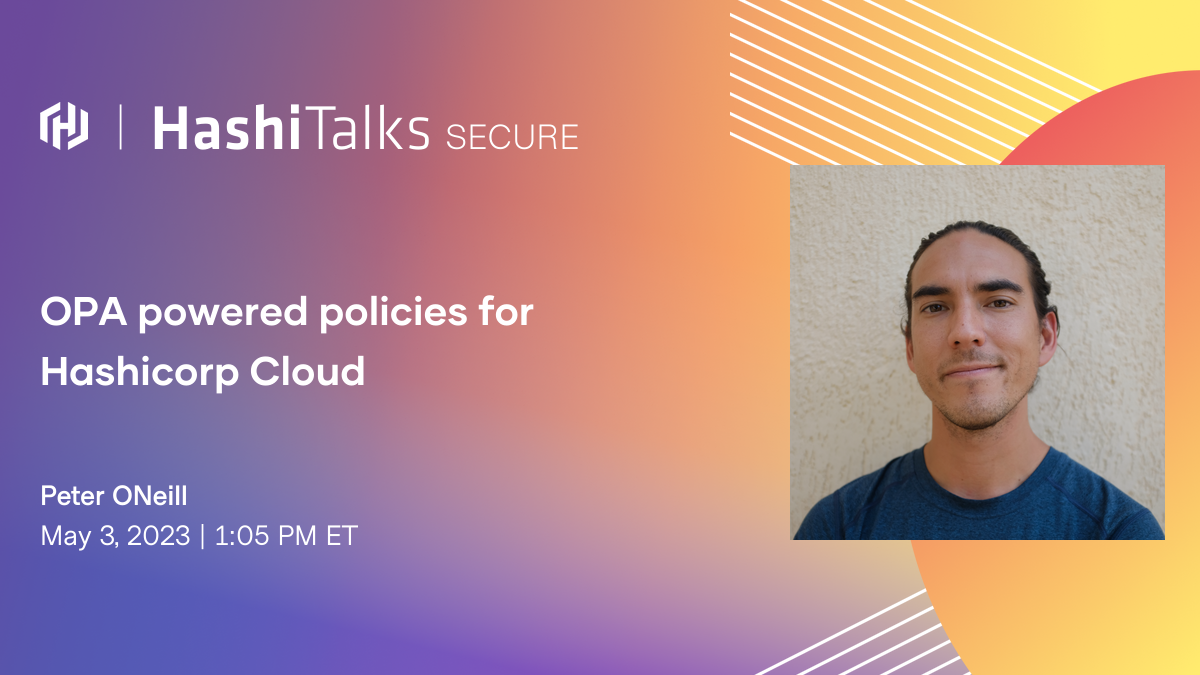 HashiTalks SECURE
OPA powered policies for
Hashicorp Cloud
Peter ONeill
May 3, 2023 | 1:05 PM ET